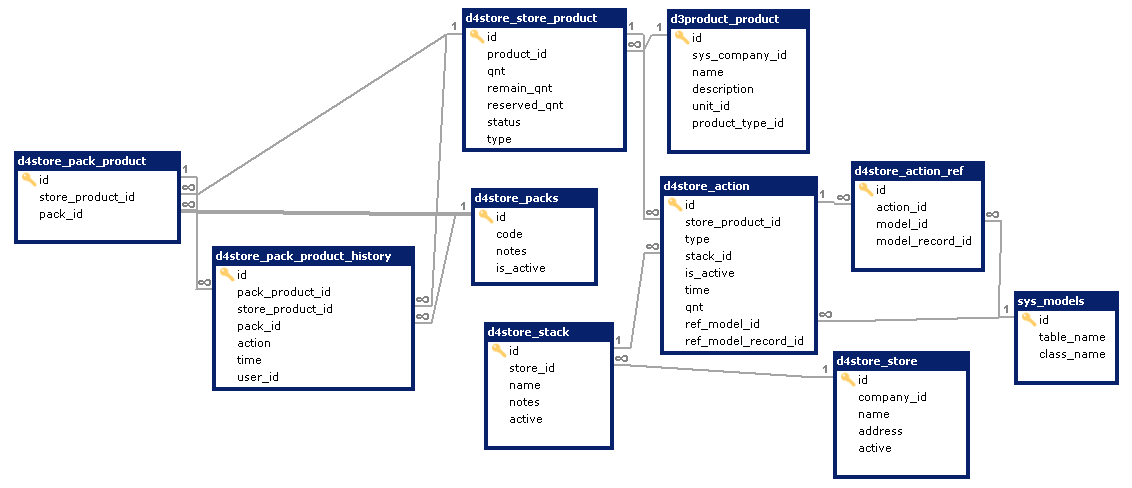 d4store_store_product
id
product_id
qnt
remain_qnt
reserved_qnt
status
type
d3product_product
id
sys_company_id
name
description
unit_id
product_type_id
d4store_pack_product
id
store_product_id
pack_id
d4store_packs
id
code
notes
is_active
d4store_action
id
store_product_id
type
stack_id
is_active
time
qnt
ref_model_id
ref_model_record_id
d4store_action_ref
id
action_id
model_id
model_record_id
d4store_pack_product_history
id
pack_product_id
store_product_id
pack_id
action
time
user_id
d4store_stack
id
store_id
name
notes
active
d4store_store
id
company_id
name
address
active
sys_models
id
table_name
class_name
1
1
1
∞
1
∞
∞
1
∞
∞
∞
∞
∞
1
∞
∞
1
∞
1
∞
1